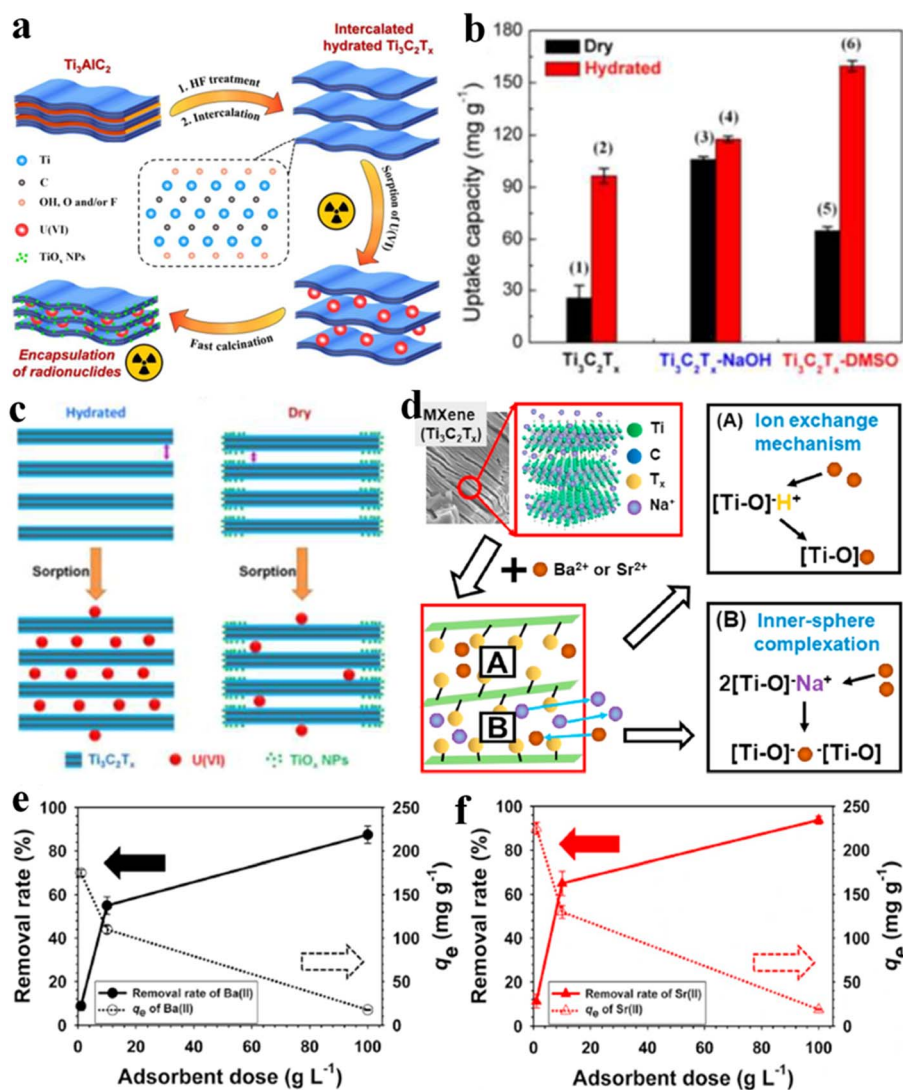 a
Ti₃AlC₂
1. HF treatment
2. Intercalation
Intercalated
hydrated Ti₃C₂Tₓ
Ti
C
OH, O and/or F
U(VI)
TiOₓ NPs
Sorption of U(VI)
Fast calcination
Encapsulation
of radionuclides
b
Dry
Hydrated
Uptake capacity (mg g⁻¹)
180
150
120
90
60
30
0
(1)
(2)
(3)
(4)
(5)
(6)
Ti₃C₂Tₓ
Ti₃C₂Tₓ-NaOH
Ti₃C₂Tₓ-DMSO
c
Hydrated
Dry
Sorption
Sorption
Ti₃C₂Tₓ
U(VI)
TiOₓ NPs
d
MXene
(Ti₃C₂Tₓ)
Ti
C
Tₓ
Na⁺
+
Ba²⁺ or Sr²⁺
A
B
(A) Ion exchange
mechanism
[Ti-O]⁻H⁺
[Ti-O]
(B) Inner-sphere
complexation
2[Ti-O]⁻Na⁺
[Ti-O]⁻ - [Ti-O]
e
Removal rate (%)
100
80
60
40
20
0
250
200
150
100
50
0
qₑ (mg g⁻¹)
Removal rate of Ba(II)
qₑ of Ba(II)
0 20 40 60 80 100
Adsorbent dose (g L⁻¹)
f
Removal rate (%)
100
80
60
40
20
0
250
200
150
100
50
0
qₑ (mg g⁻¹)
Removal rate of Sr(II)
qₑ of Sr(II)
0 20 40 60 80 100
Adsorbent dose (g L⁻¹)